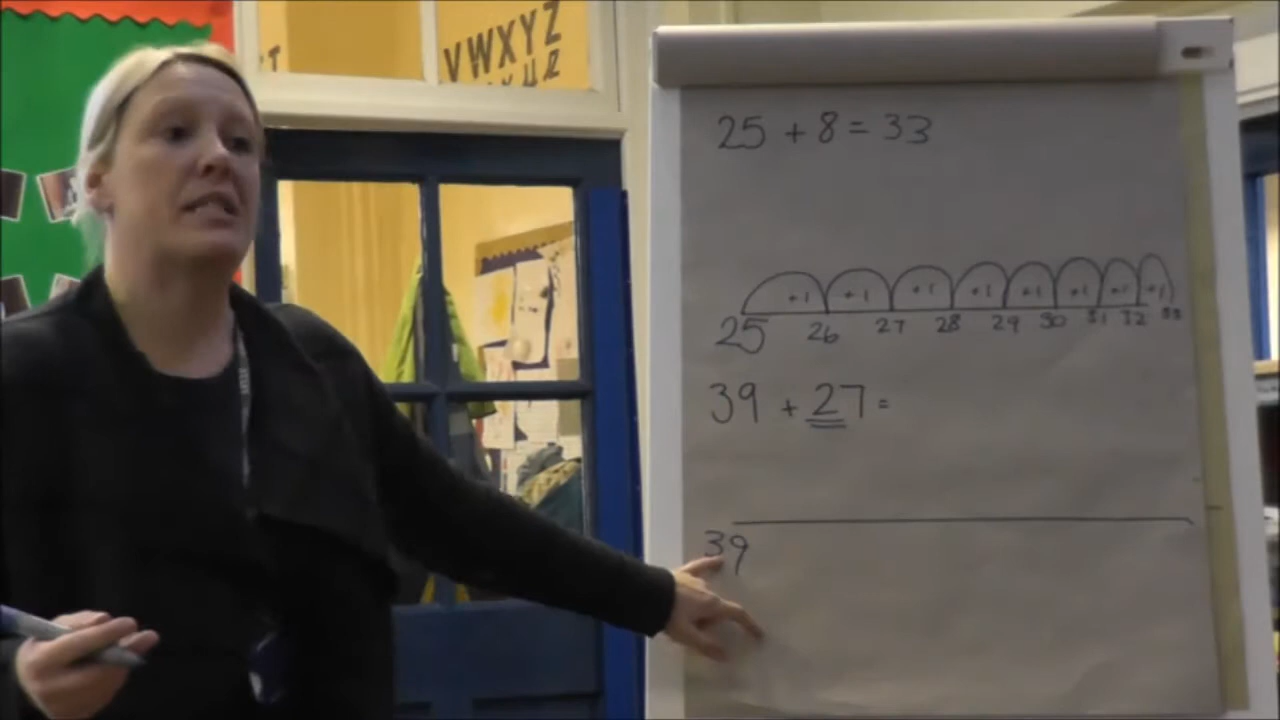 VWXYZ
25 + 8 = 33
+1 +1 +1 +1 +1 +1 +1 +1
25 26 27 28 29 30 31 32 33
39 + 27 =
39